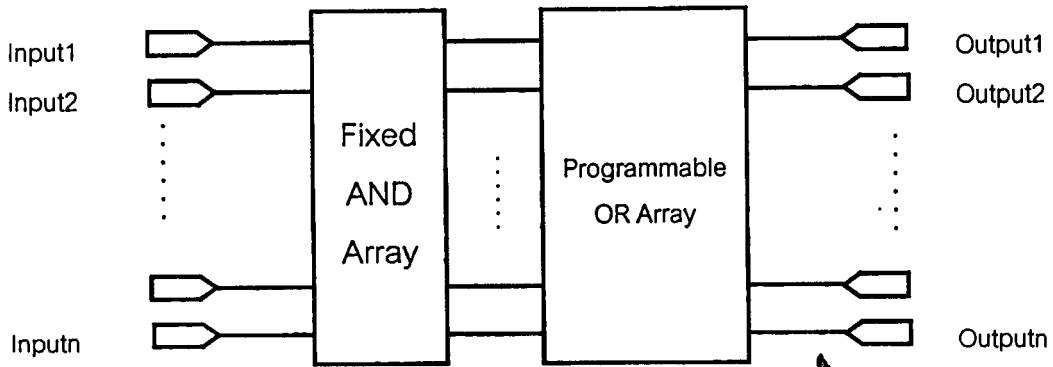 Input1
Input2
Inputn
Fixed
AND
Array
Programmable
OR Array
Output1
Output2
Outputn